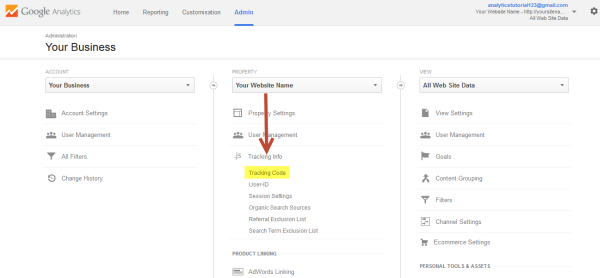 Google Analytics
Home Reporting Customisation Admin
analyticstutorial123@gmail.com
Your Website Name - http://yoursitena...
All Web Site Data
Administration
Your Business
ACCOUNT
Your Business
Account Settings
User Management
All Filters
Change History
PROPERTY
Your Website Name
Property Settings
User Management
.js Tracking Info
Tracking Code
User-ID
Session Settings
Organic Search Sources
Referral Exclusion List
Search Term Exclusion List
PRODUCT LINKING
AdWords Linking
VIEW
All Web Site Data
View Settings
User Management
Goals
Content Grouping
Filters
Channel Settings
Ecommerce Settings
PERSONAL TOOLS & ASSETS